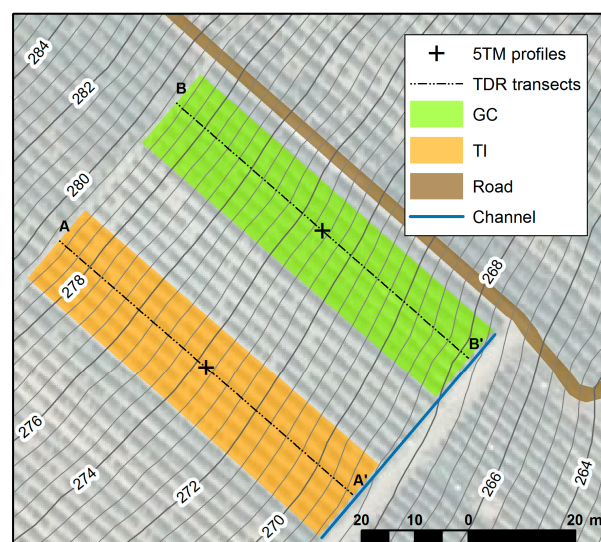 284
282
280
278
276
274
272
270
268
266
264
B
A
B'
A'
5TM profiles
TDR transects
GC
TI
Road
Channel
20 10 0 20 m